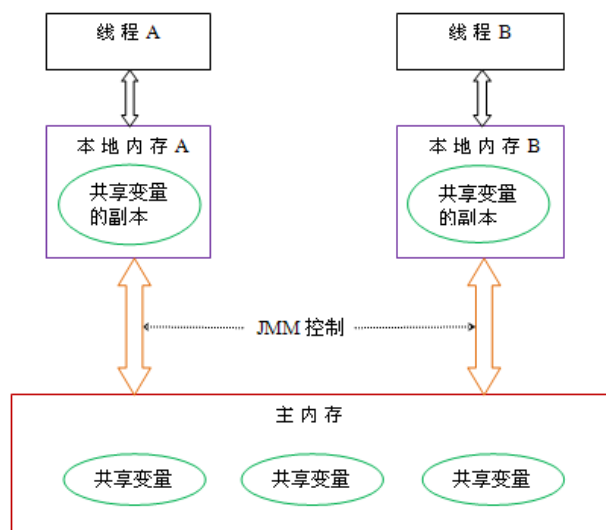 线程 A
线程 B
本地内存 A
本地内存 B
共享变量
的副本
共享变量
的副本
JMM 控制
主内存
共享变量
共享变量
共享变量